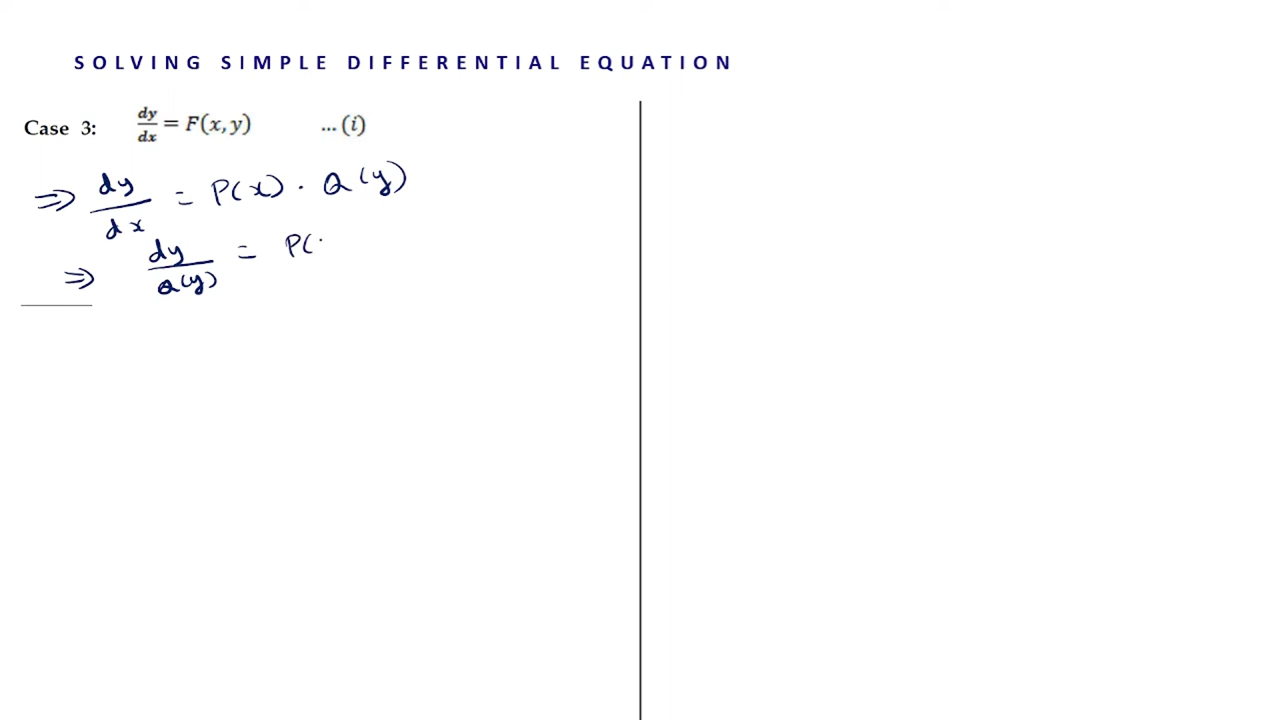 SOLVING SIMPLE DIFFERENTIAL EQUATION
Case 3: dy/dx = F(x, y) ... (i)
⇒ dy/dx = P(x) · Q(y)
⇒ dy/Q(y) = P(